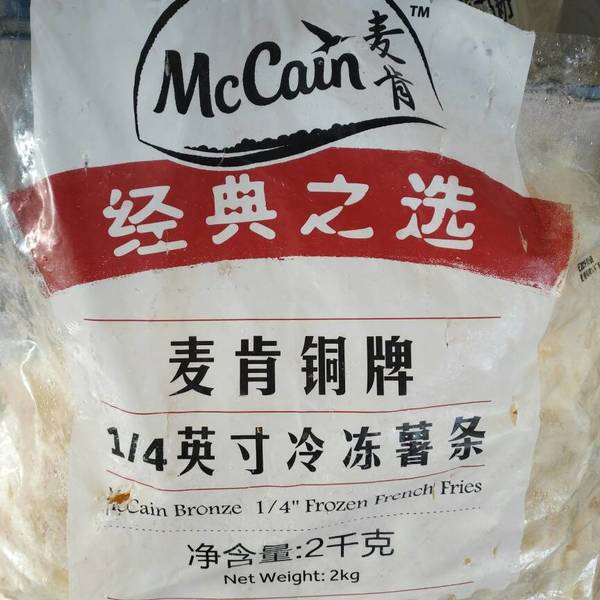 McCain 麦肯 ™
经典之选
麦肯铜牌
1/4英寸冷冻薯条
McCain Bronze 1/4" Frozen French Fries
净含量:2千克
Net Weight: 2kg